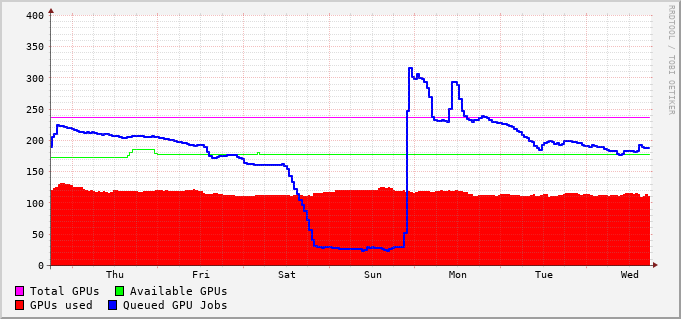 400
350
300
250
200
150
100
50
0
Thu Fri Sat Sun Mon Tue Wed
Total GPUs Available GPUs
GPUs used Queued GPU Jobs
RRDTOOL / TOBI OETIKER